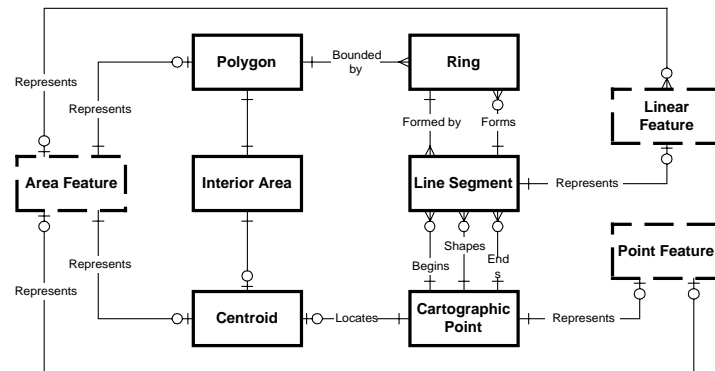 Polygon
Bounded
by
Ring
Represents
Represents
Linear
Feature
Formed by
Forms
Area Feature
Interior Area
Line Segment
Represents
Point Feature
Shapes
Begins
End
s
Represents
Represents
Centroid
Locates
Cartographic
Point
Represents